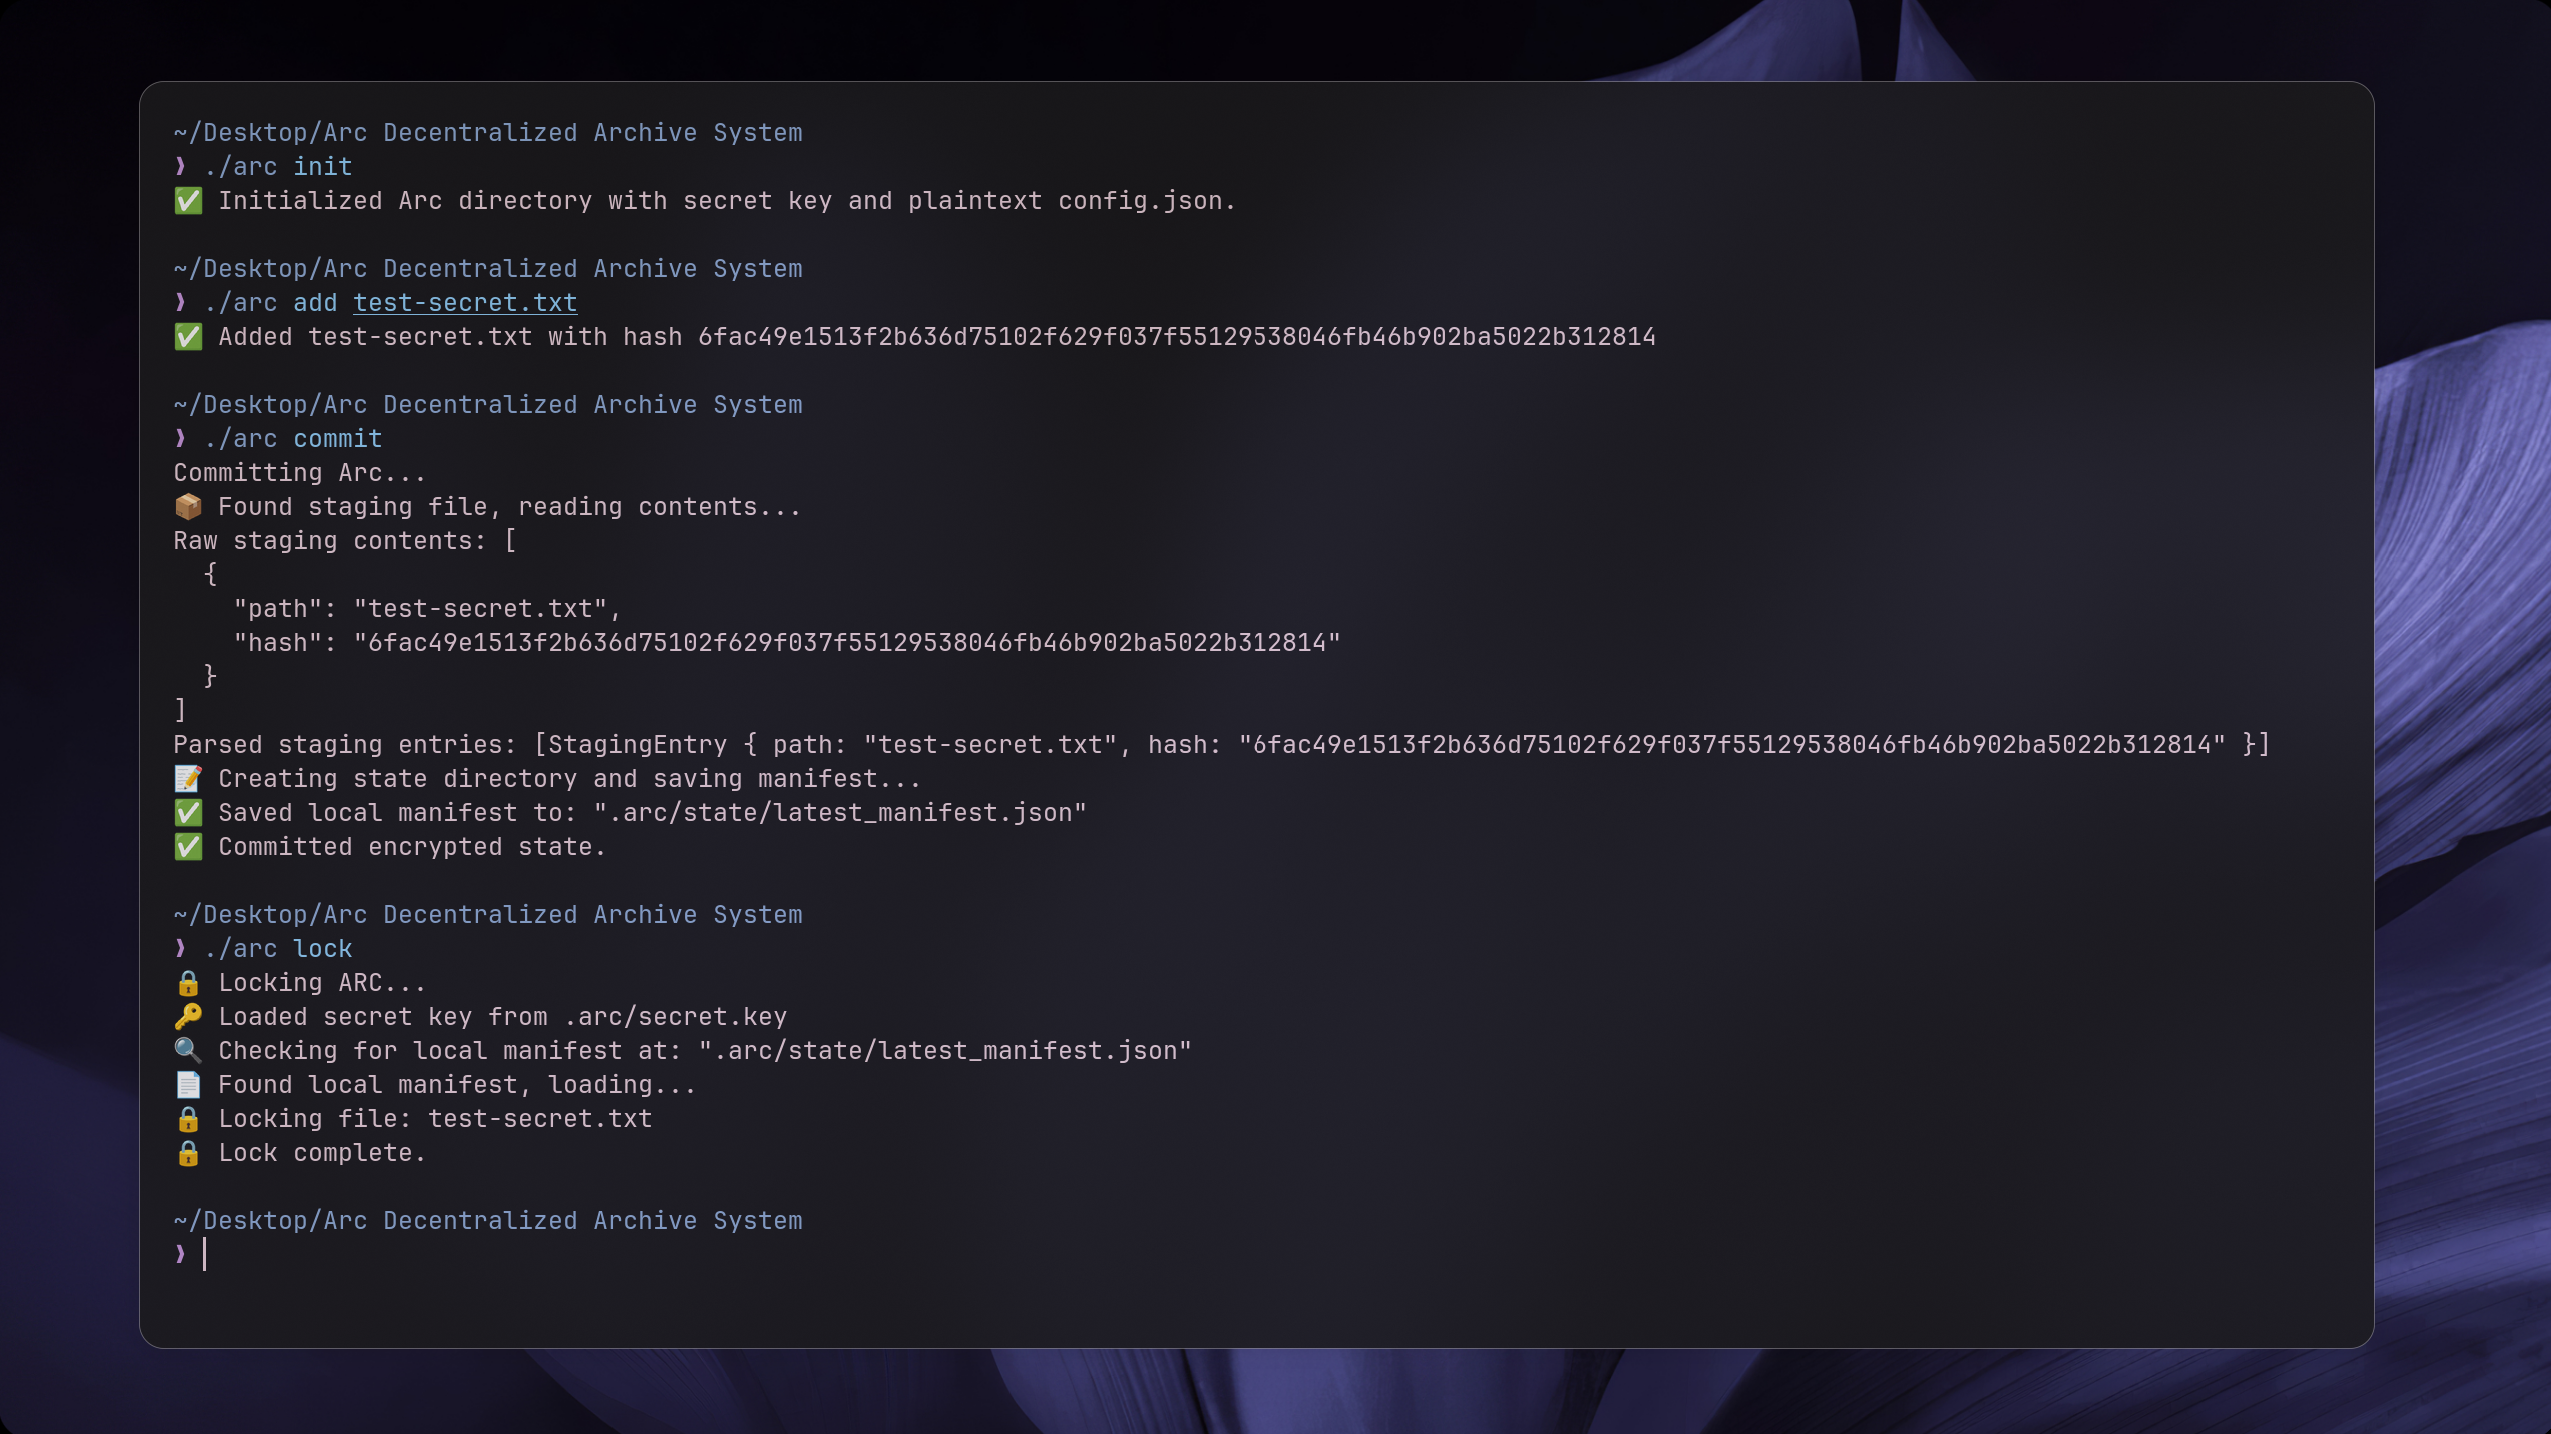 ~/Desktop/Arc Decentralized Archive System
❯ ./arc init
✅ Initialized Arc directory with secret key and plaintext config.json.
~/Desktop/Arc Decentralized Archive System
❯ ./arc add test-secret.txt
✅ Added test-secret.txt with hash 6fac49e1513f2b636d75102f629f037f55129538046fb46b902ba5022b312814
~/Desktop/Arc Decentralized Archive System
❯ ./arc commit
Committing Arc...
📦 Found staging file, reading contents...
Raw staging contents: [
  {
    "path": "test-secret.txt",
    "hash": "6fac49e1513f2b636d75102f629f037f55129538046fb46b902ba5022b312814"
  }
]
Parsed staging entries: [StagingEntry { path: "test-secret.txt", hash: "6fac49e1513f2b636d75102f629f037f55129538046fb46b902ba5022b312814" }]
📝 Creating state directory and saving manifest...
✅ Saved local manifest to: ".arc/state/latest_manifest.json"
✅ Committed encrypted state.
~/Desktop/Arc Decentralized Archive System
❯ ./arc lock
🔒 Locking ARC...
🔑 Loaded secret key from .arc/secret.key
🔍 Checking for local manifest at: ".arc/state/latest_manifest.json"
📄 Found local manifest, loading...
🔒 Locking file: test-secret.txt
🔒 Lock complete.
~/Desktop/Arc Decentralized Archive System
❯